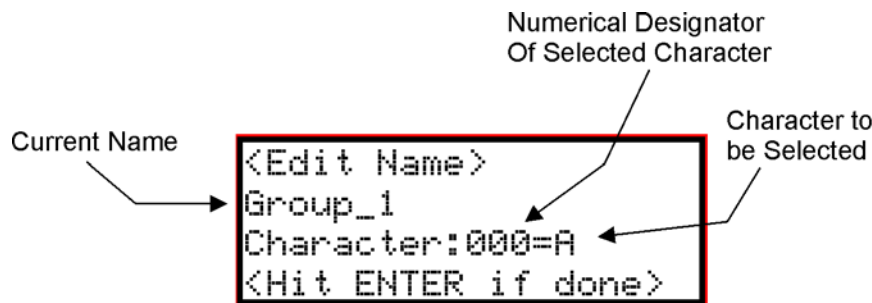 Numerical Designator
Of Selected Character
Character to
be Selected
Current Name
<Edit Name>
Group_1
Character:000=A
<Hit ENTER if done>